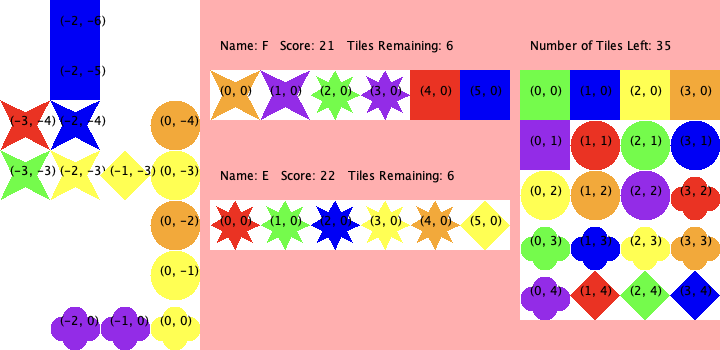 (-2, -6)
(-2, -5)
(-3, -4) (-2, -4) (0, -4)
(-3, -3) (-2, -3) (-1, -3) (0, -3)
(0, -2)
(0, -1)
(-2, 0) (-1, 0) (0, 0)
Name: F Score: 21 Tiles Remaining: 6
(0, 0) (1, 0) (2, 0) (3, 0) (4, 0) (5, 0)
Name: E Score: 22 Tiles Remaining: 6
(0, 0) (1, 0) (2, 0) (3, 0) (4, 0) (5, 0)
Number of Tiles Left: 35
(0, 0) (1, 0) (2, 0) (3, 0)
(0, 1) (1, 1) (2, 1) (3, 1)
(0, 2) (1, 2) (2, 2) (3, 2)
(0, 3) (1, 3) (2, 3) (3, 3)
(0, 4) (1, 4) (2, 4) (3, 4)